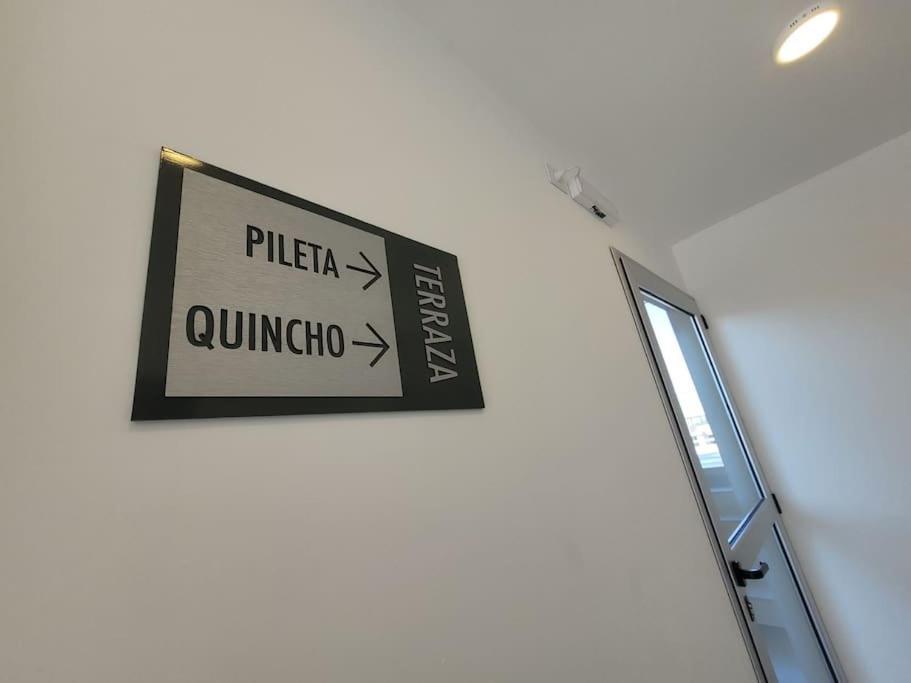 PILETA →
QUINCHO →
TERRAZA